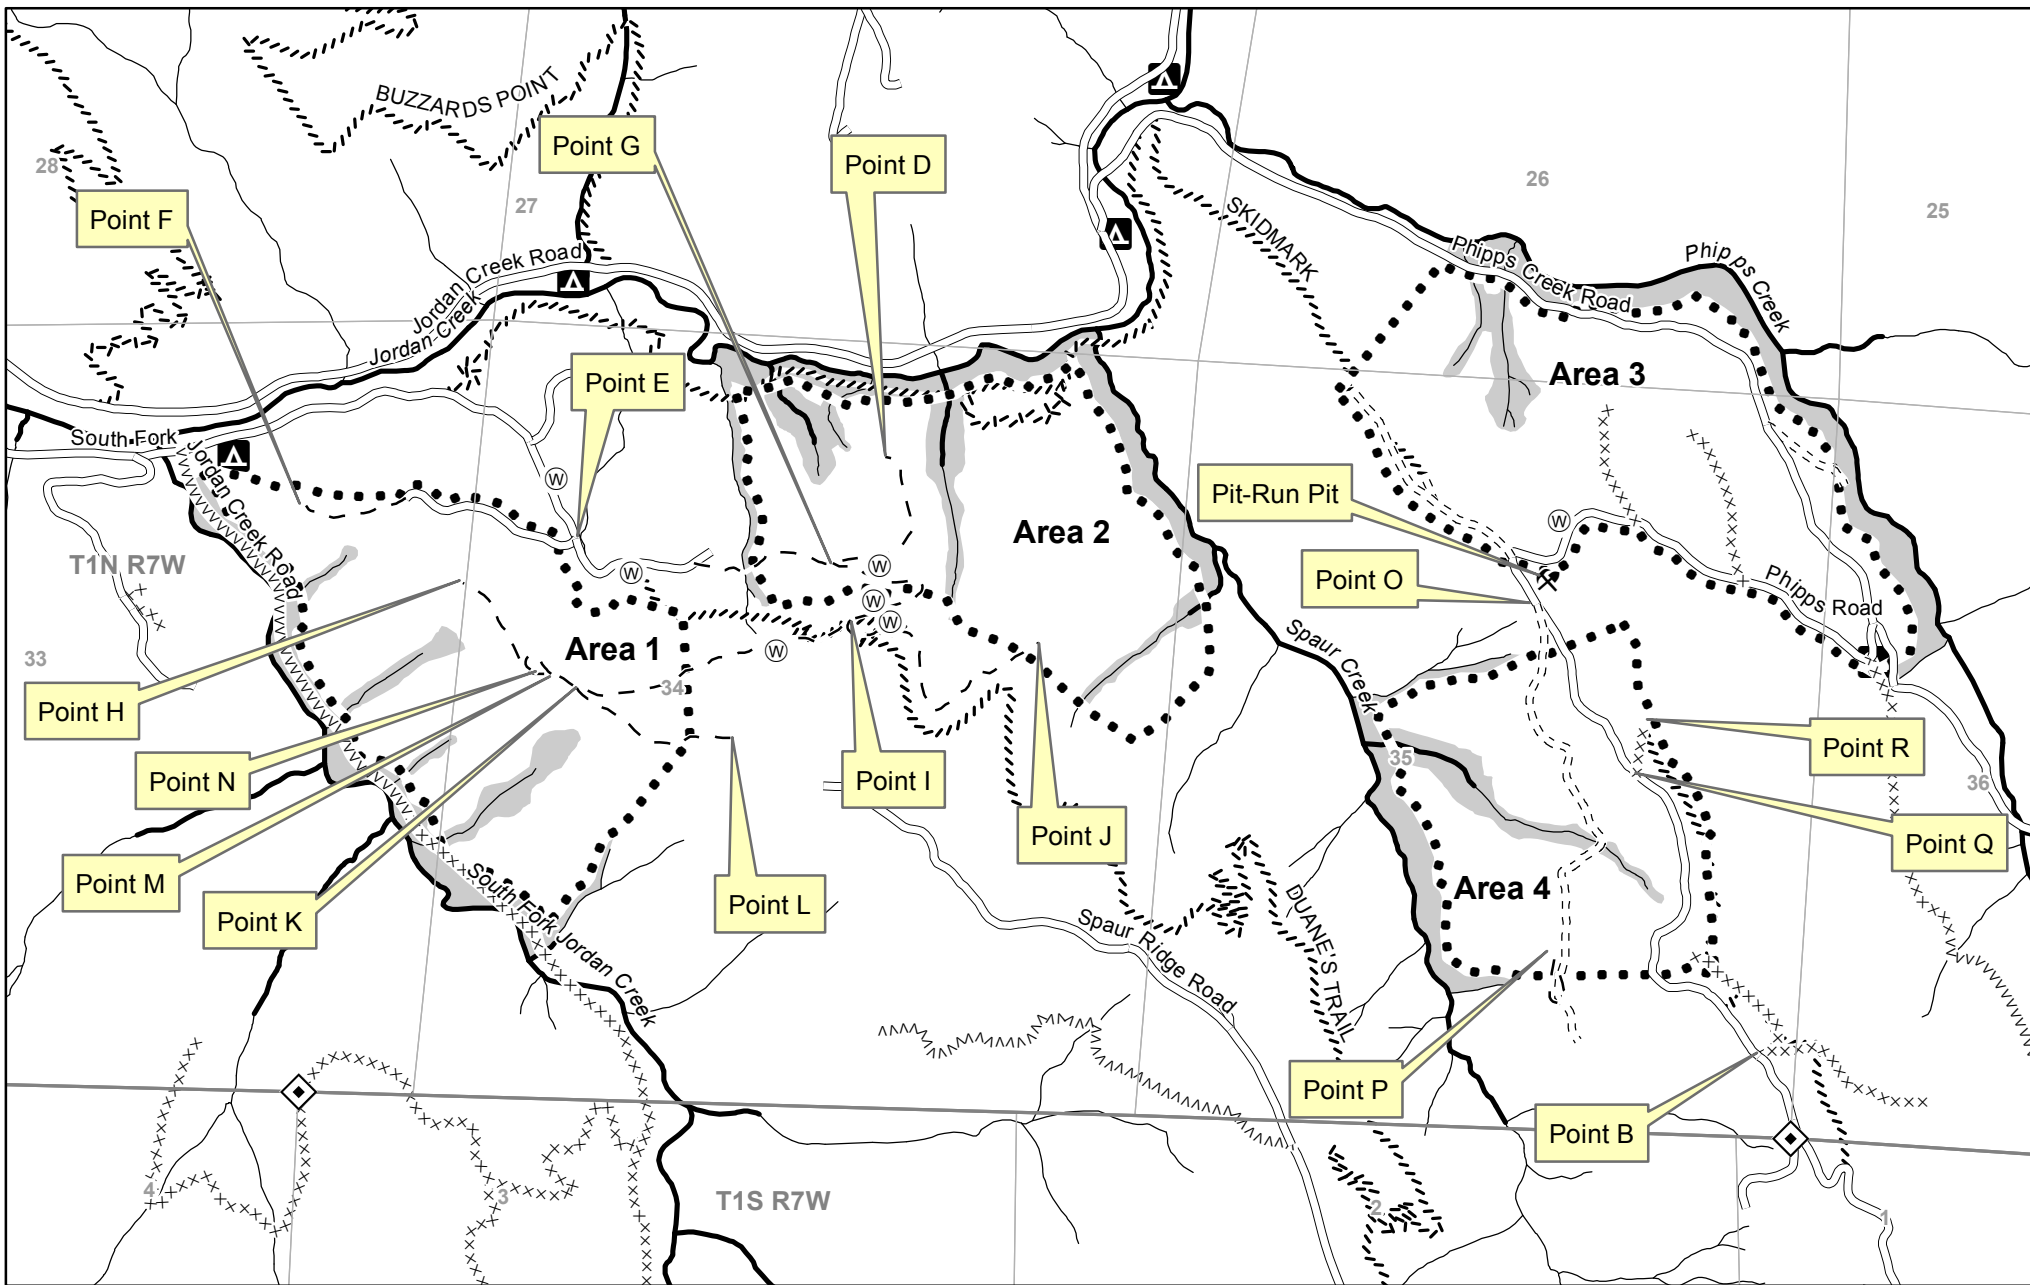 BUZZARDS POINT
Point G
Point D
28
27
26
25
Point F
SKIDMARK
Phipps Creek Road
Phipps Creek
Jordan Creek Road
Jordan Creek
Point E
Area 3
South Fork
Jordan Creek Road
W
Pit-Run Pit
W
Area 2
T1N R7W
W
W
Point O
Phipps Road
W
W
Area 1
W
Spaur Creek
33
34
Point H
Point N
Point I
35
Point R
36
Point M
Point J
Point Q
Point K
Point L
South Fork Jordan Creek
Area 4
DUANE'S TRAIL
Spaur Ridge Road
Point P
Point B
4
3
T1S R7W
2
1